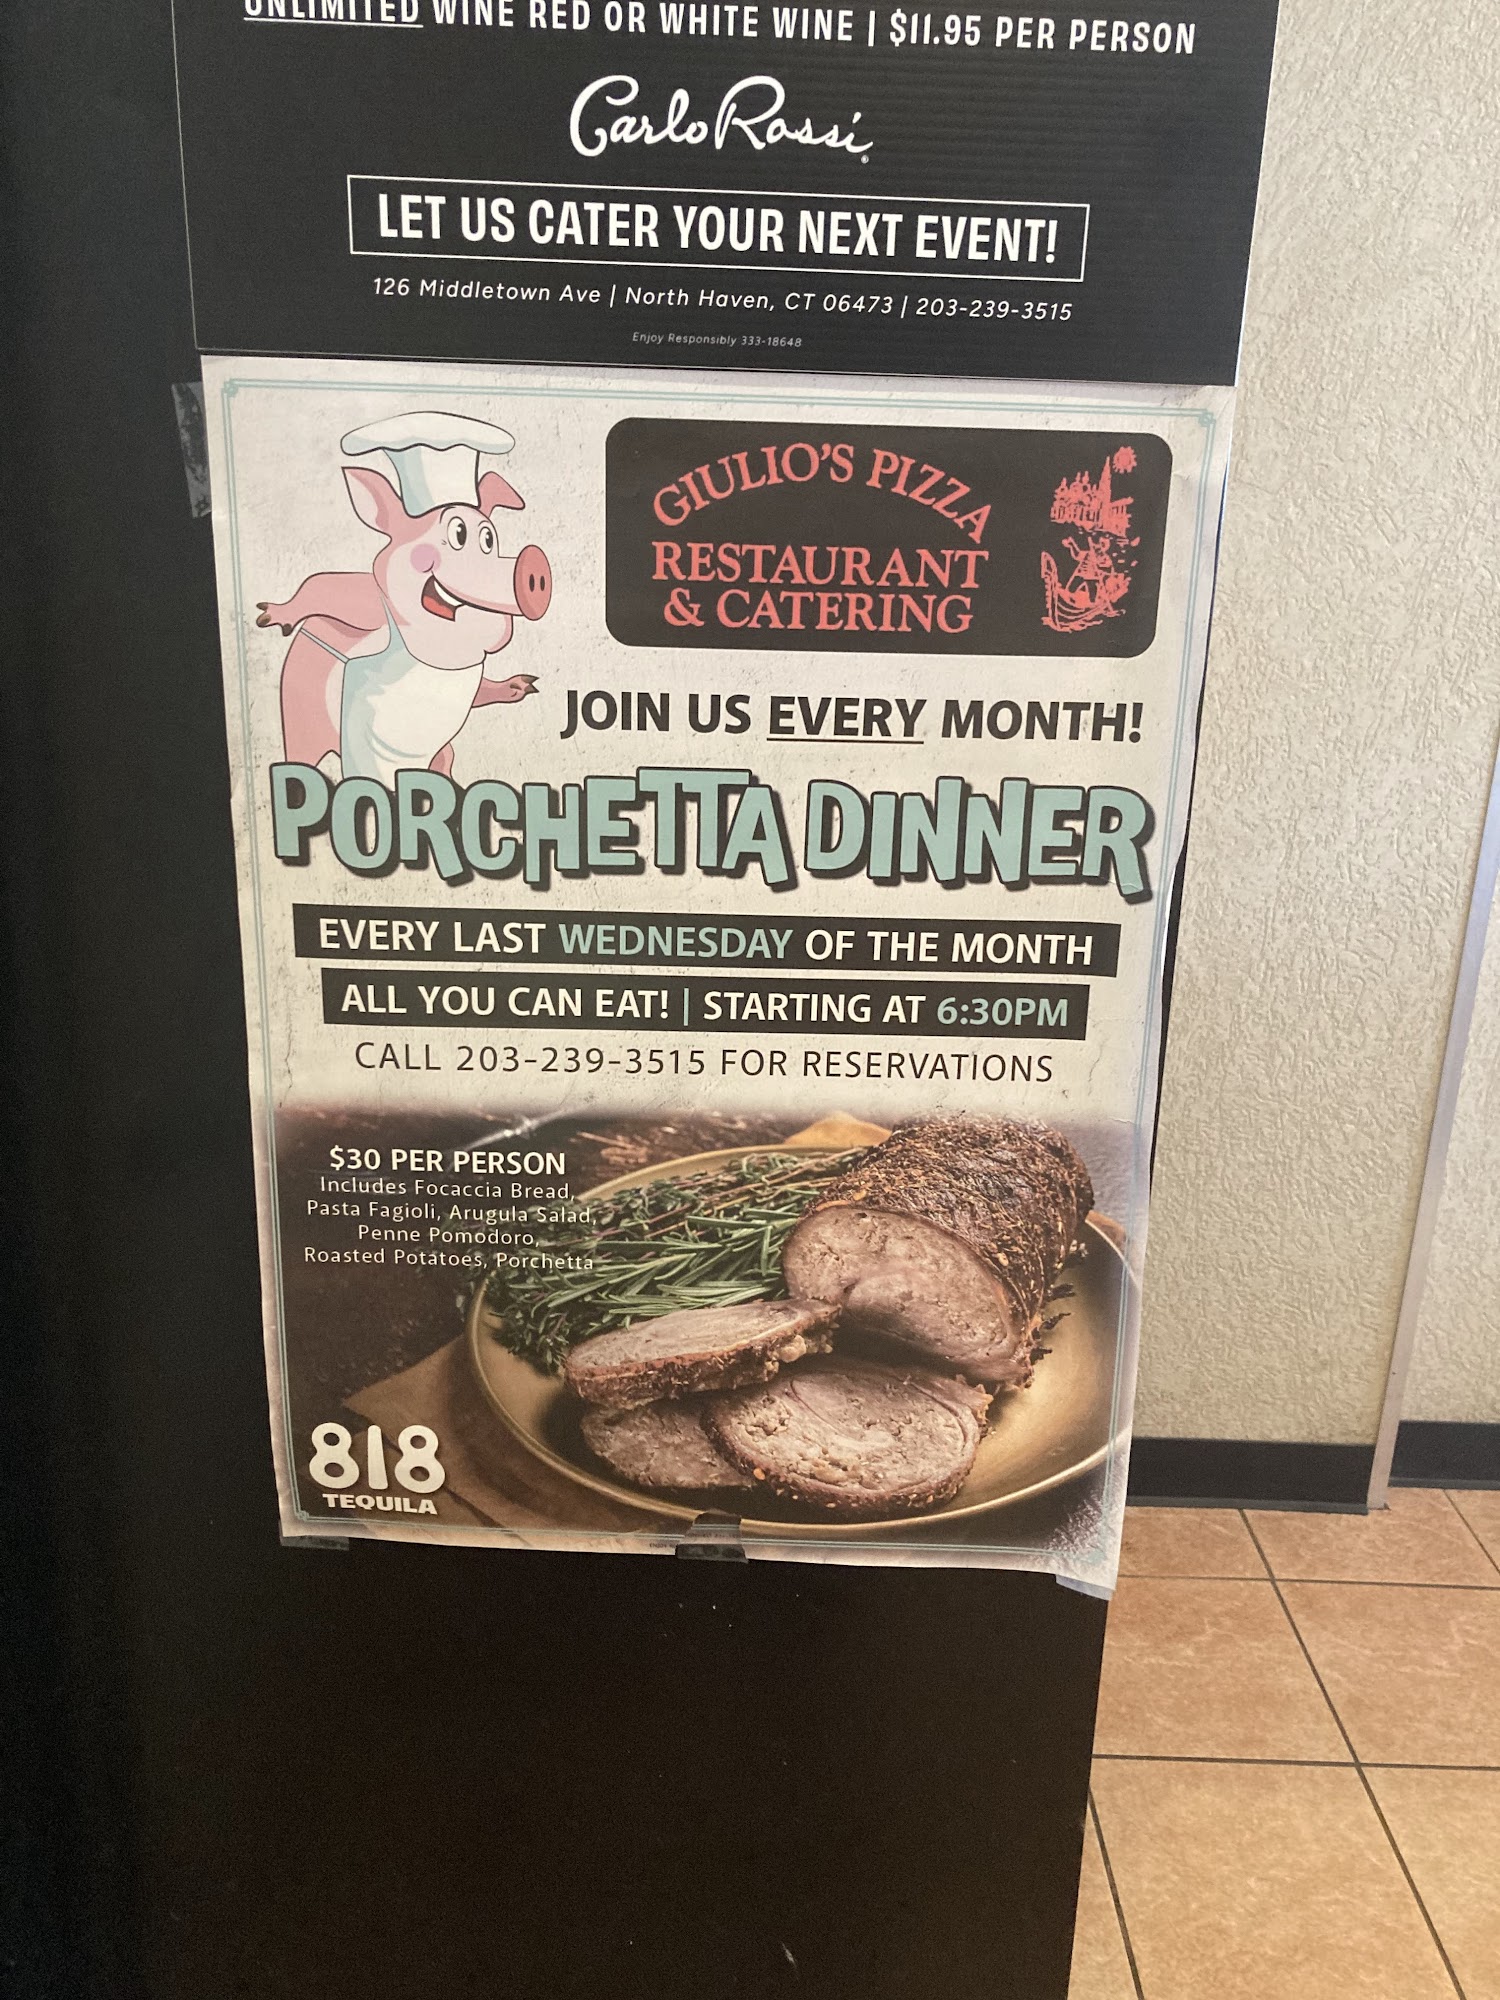 UNLIMITED WINE RED OR WHITE WINE | $11.95 PER PERSON
Carlo Rossi®
LET US CATER YOUR NEXT EVENT!
126 Middletown Ave | North Haven, CT 06473 | 203-239-3515
Enjoy Responsibly 333-18648
GIULIO'S PIZZA
RESTAURANT
& CATERING
JOIN US EVERY MONTH!
PORCHETTA DINNER
EVERY LAST WEDNESDAY OF THE MONTH
ALL YOU CAN EAT! | STARTING AT 6:30PM
CALL 203-239-3515 FOR RESERVATIONS
$30 PER PERSON
Includes Focaccia Bread,
Pasta Fagioli, Arugula Salad,
Penne Pomodoro,
Roasted Potatoes, Porchetta
818
TEQUILA